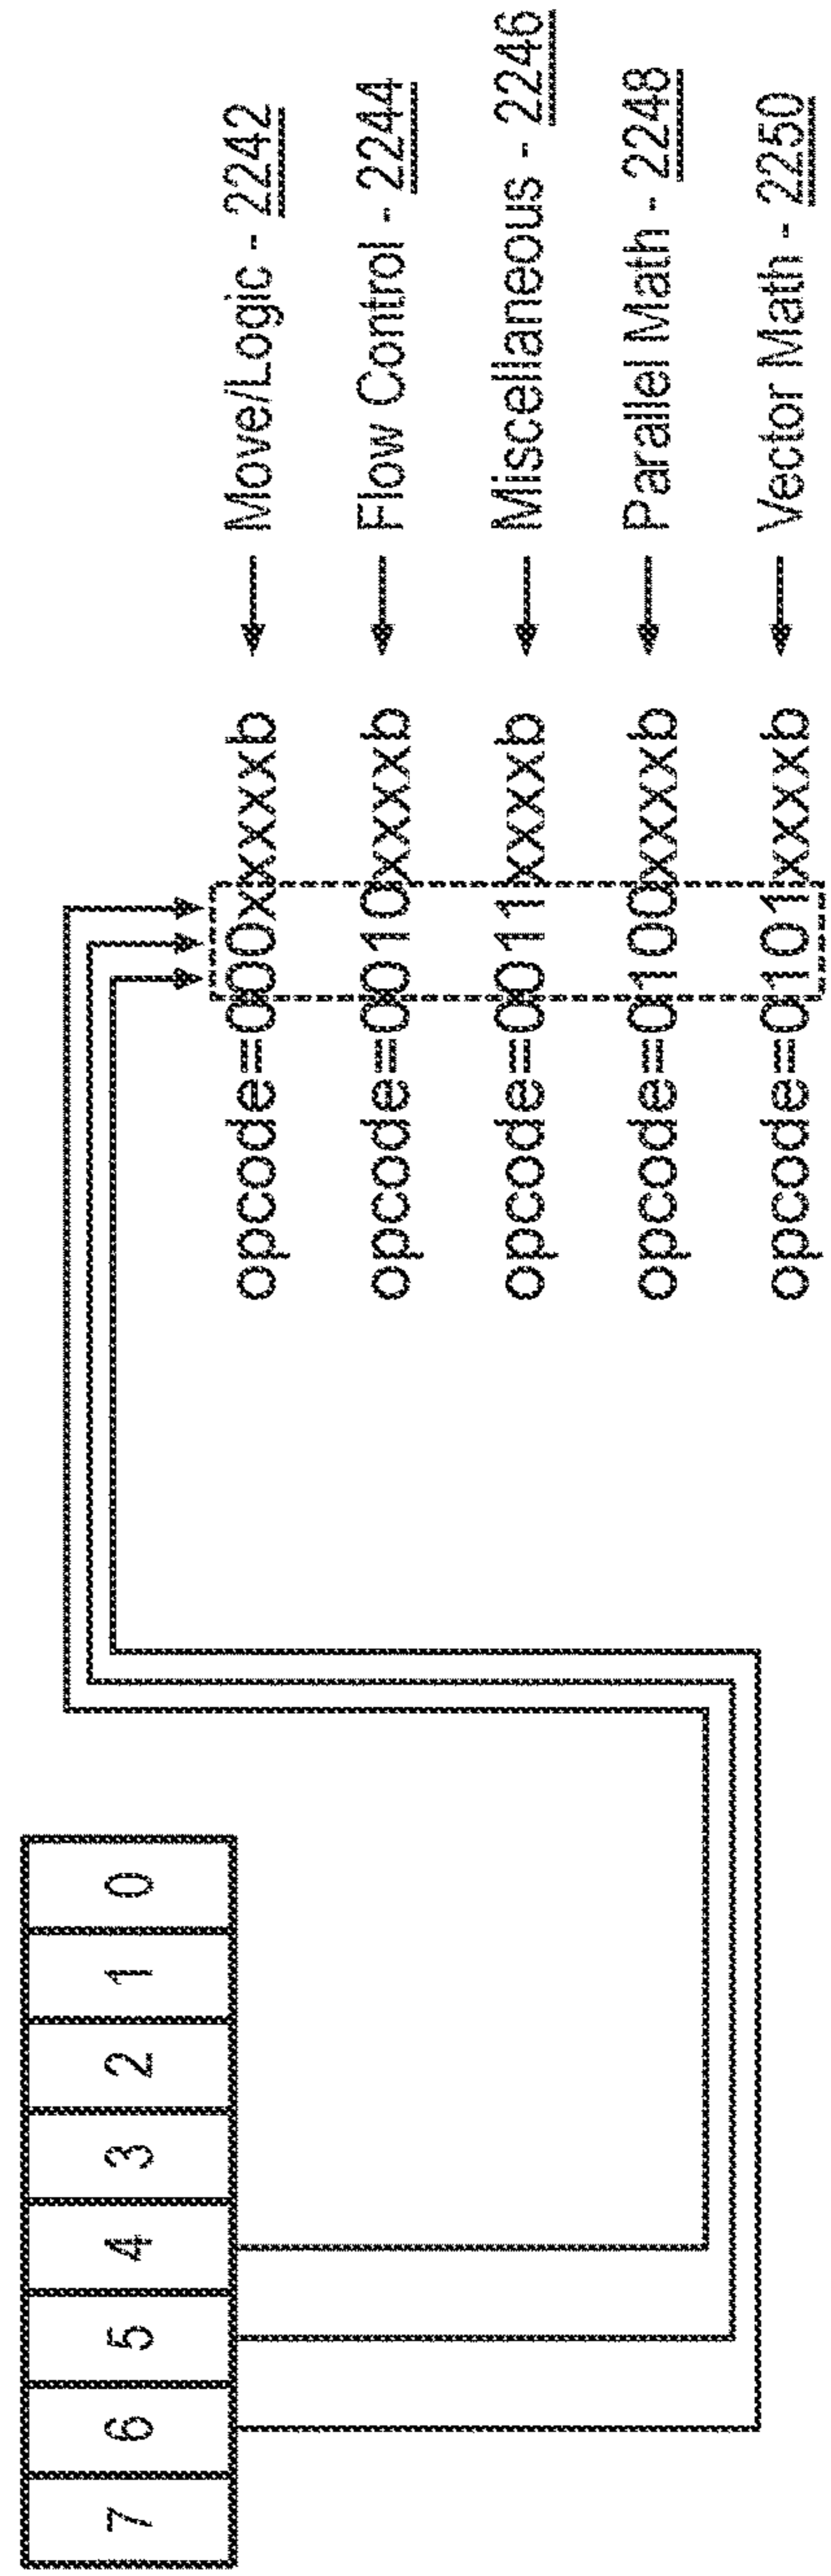 7 6 5 4 3 2 1 0
opcode=000xxxxxb ← Move/Logic - 2242
opcode=0010xxxxb ← Flow Control - 2244
opcode=0011xxxxb ← Miscellaneous - 2246
opcode=0100xxxxb ← Parallel Math - 2248
opcode=0101xxxxb ← Vector Math - 2250